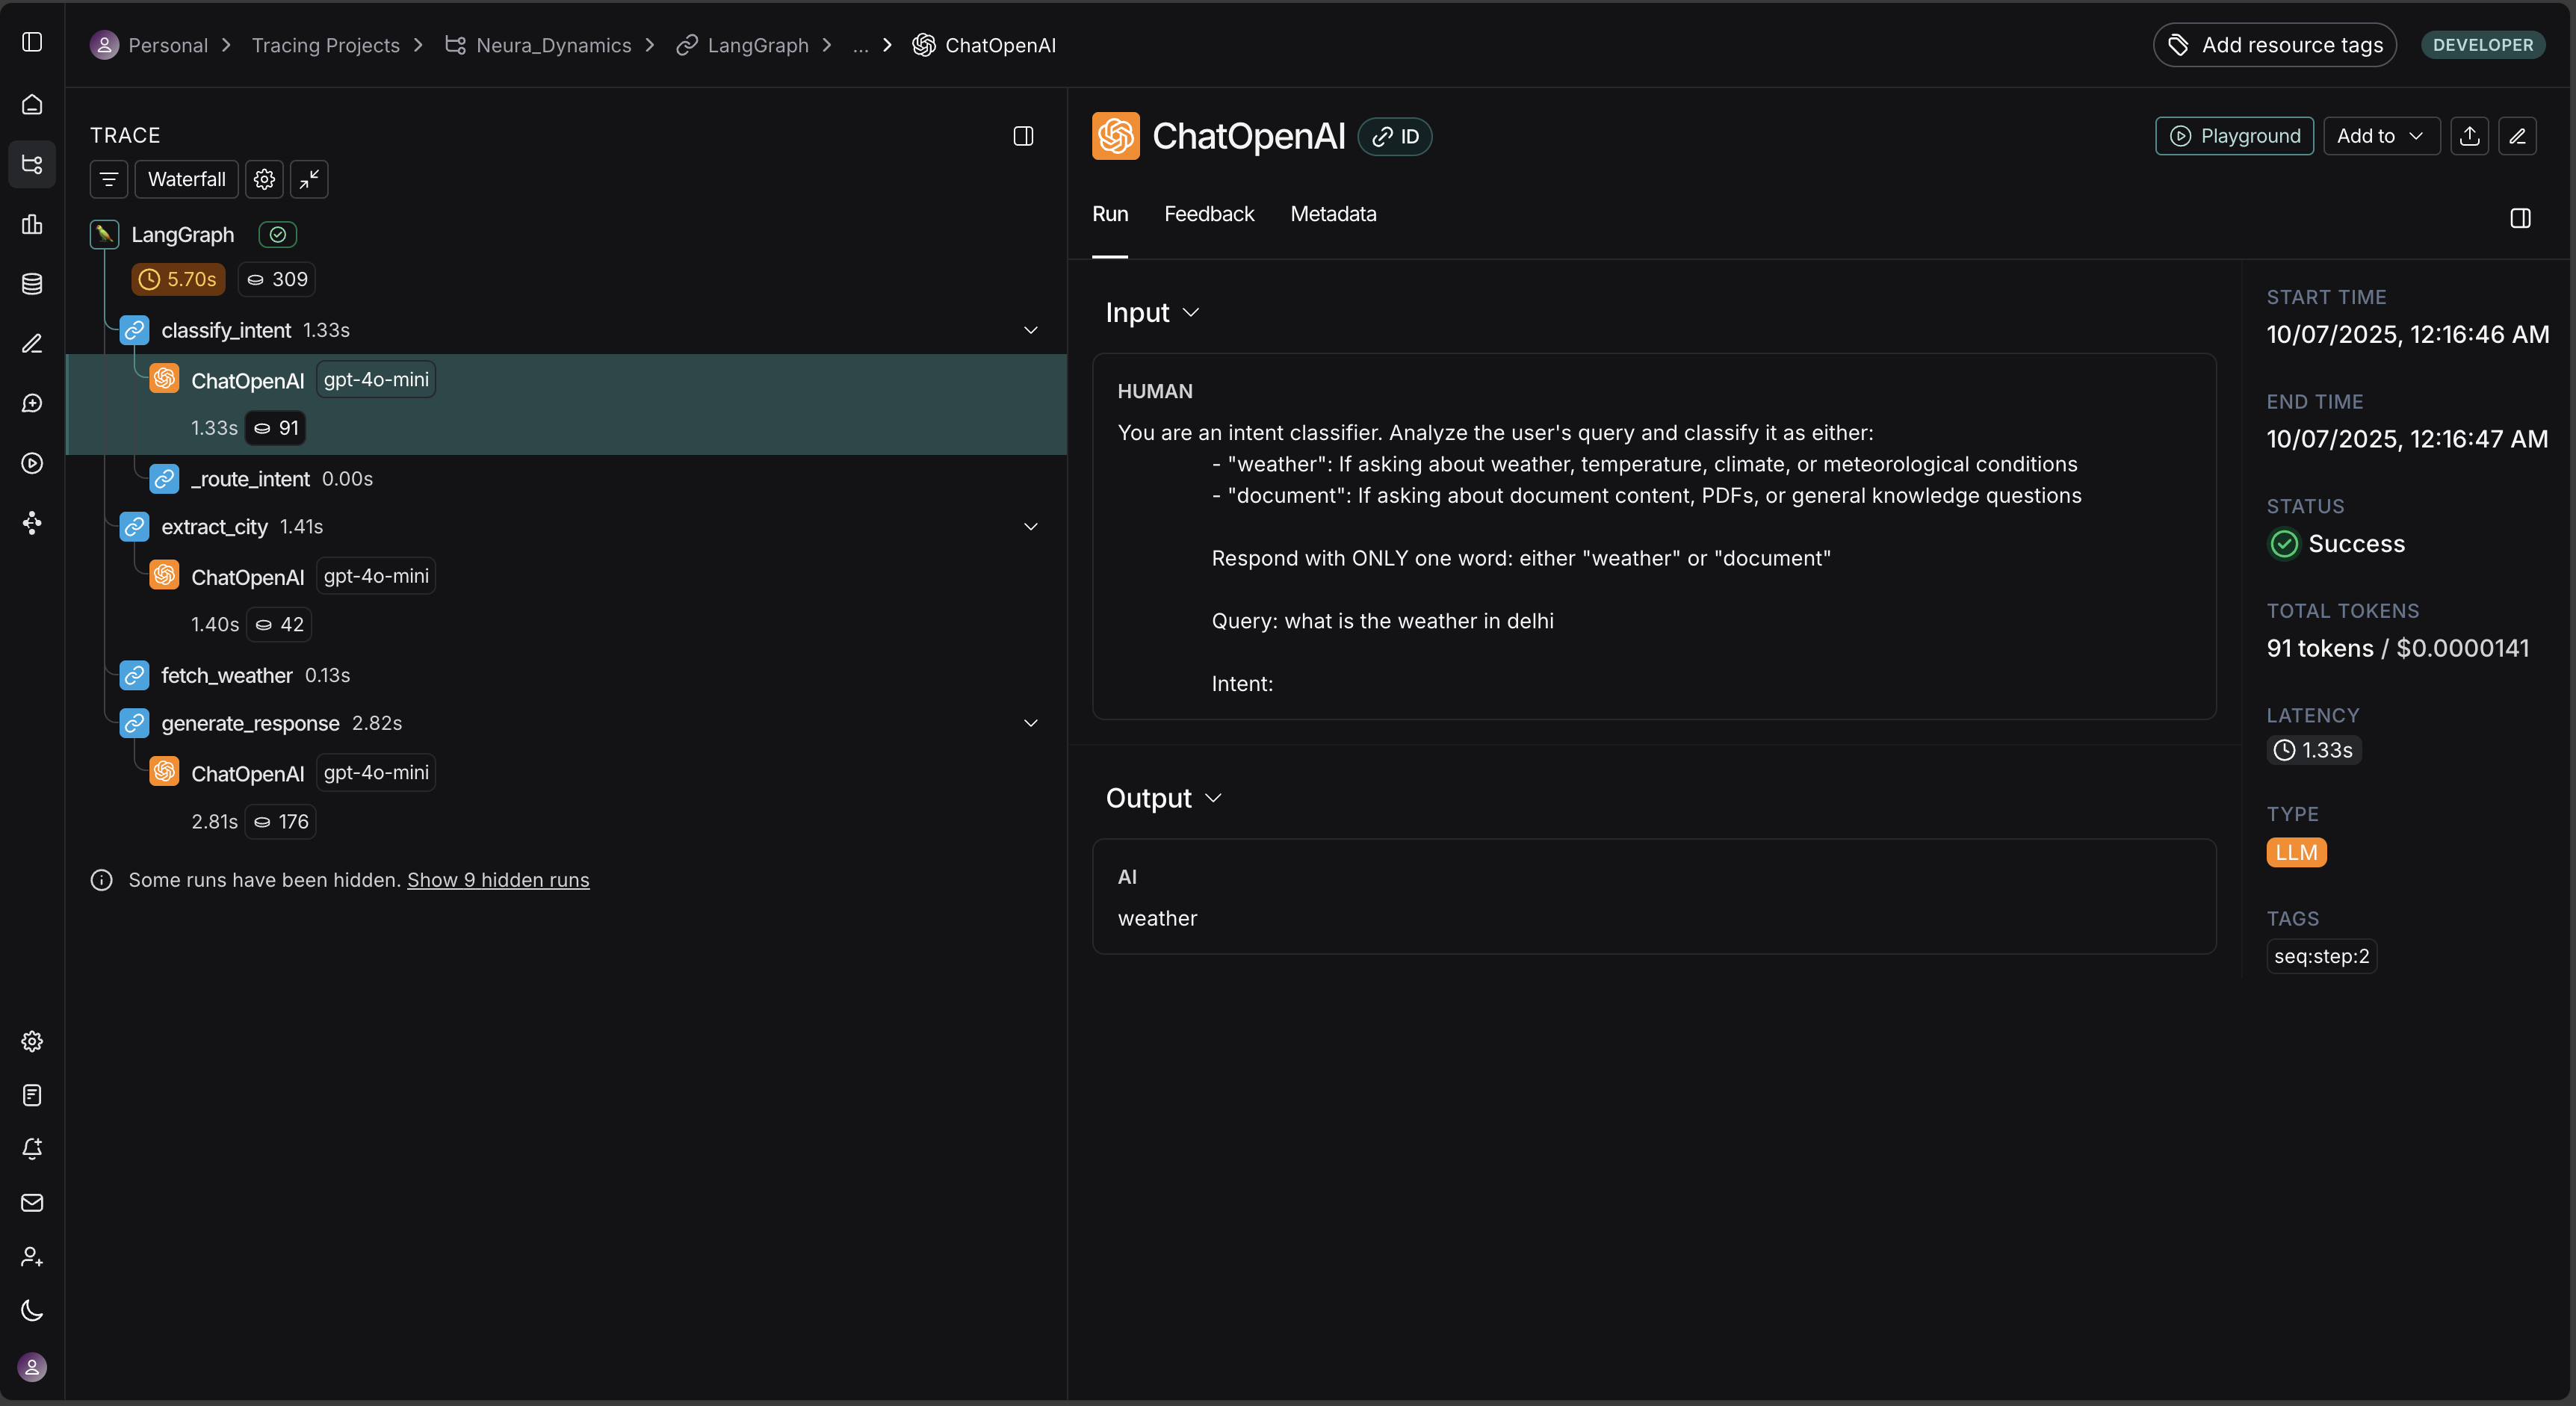 Personal > Tracing Projects > Neura_Dynamics > LangGraph > ... > ChatOpenAI
Add resource tags
DEVELOPER
TRACE
Waterfall
LangGraph
5.70s 309
classify_intent 1.33s
ChatOpenAI gpt-4o-mini
1.33s 91
_route_intent 0.00s
extract_city 1.41s
ChatOpenAI gpt-4o-mini
1.40s 42
fetch_weather 0.13s
generate_response 2.82s
ChatOpenAI gpt-4o-mini
2.81s 176
Some runs have been hidden. Show 9 hidden runs
ChatOpenAI ID
Playground Add to
Run Feedback Metadata
Input
HUMAN
You are an intent classifier. Analyze the user's query and classify it as either:
- "weather": If asking about weather, temperature, climate, or meteorological conditions
- "document": If asking about document content, PDFs, or general knowledge questions
Respond with ONLY one word: either "weather" or "document"
Query: what is the weather in delhi
Intent:
Output
AI
weather
START TIME
10/07/2025, 12:16:46 AM
END TIME
10/07/2025, 12:16:47 AM
STATUS
Success
TOTAL TOKENS
91 tokens / $0.0000141
LATENCY
1.33s
TYPE
LLM
TAGS
seq:step:2